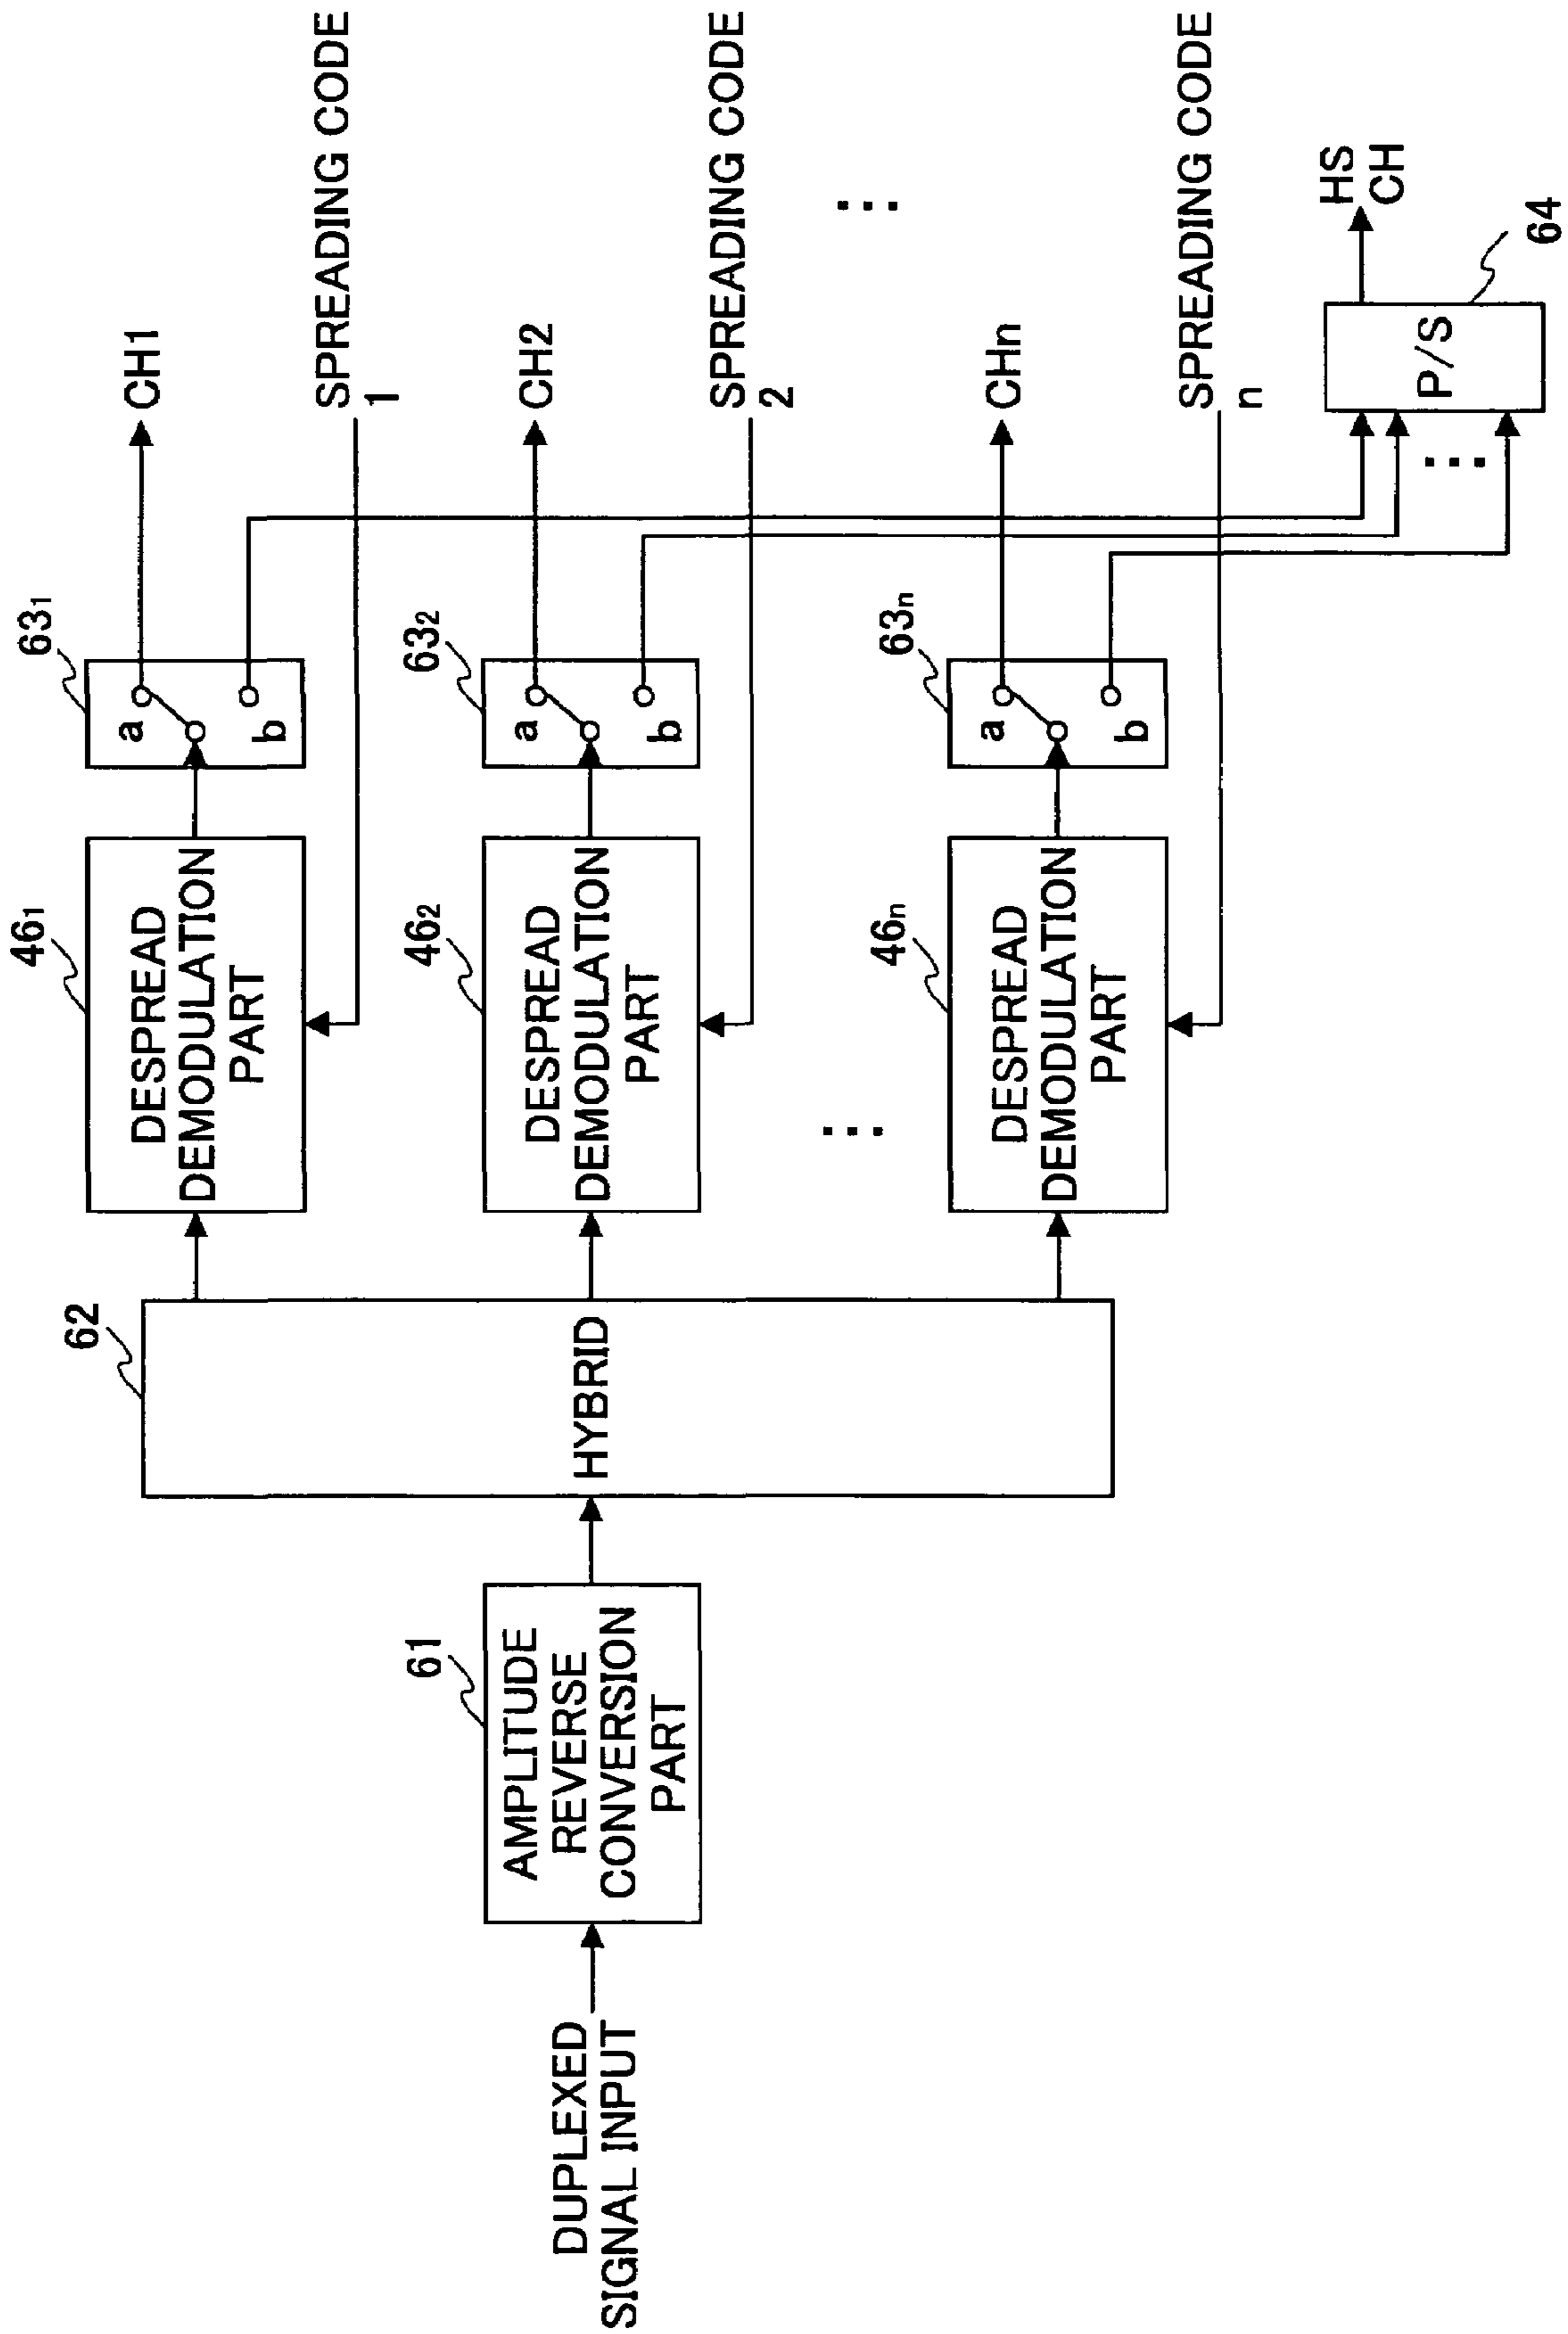 DUPLEXED
SIGNAL INPUT
61
AMPLITUDE
REVERSE
CONVERSION
PART
62
HYBRID
46₁
DESPREAD
DEMODULATION
PART
63₁
a
b
CH1
SPREADING CODE
1
46₂
DESPREAD
DEMODULATION
PART
63₂
a
b
CH2
SPREADING CODE
2
⋮
⋮
46ₙ
DESPREAD
DEMODULATION
PART
63ₙ
a
b
CHn
SPREADING CODE
n
⋮
P/S
64
HS
CH